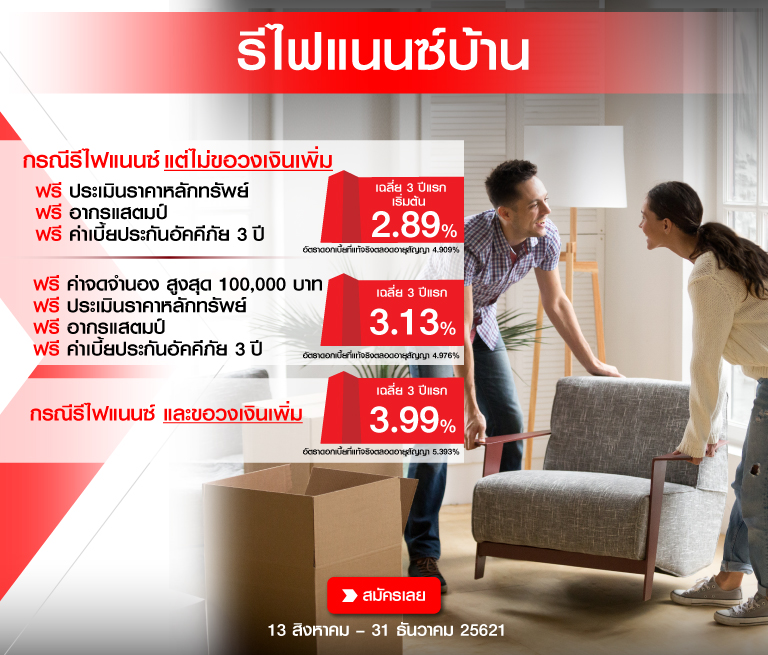 รีไฟแนนซ์บ้าน
กรณีรีไฟแนนซ์ แต่ไม่ขอวงเงินเพิ่ม
ฟรี ประเมินราคาหลักทรัพย์
ฟรี อากรแสตมป์
ฟรี ค่าเบี้ยประกันอัคคีภัย 3 ปี
เฉลี่ย 3 ปีแรก
เริ่มต้น
2.89%
อัตราดอกเบี้ยที่แท้จริงตลอดอายุสัญญา 4.909%
ฟรี ค่าจดจำนอง สูงสุด 100,000 บาท
ฟรี ประเมินราคาหลักทรัพย์
ฟรี อากรแสตมป์
ฟรี ค่าเบี้ยประกันอัคคีภัย 3 ปี
เฉลี่ย 3 ปีแรก
3.13%
อัตราดอกเบี้ยที่แท้จริงตลอดอายุสัญญา 4.976%
กรณีรีไฟแนนซ์ และขอวงเงินเพิ่ม
เฉลี่ย 3 ปีแรก
3.99%
อัตราดอกเบี้ยที่แท้จริงตลอดอายุสัญญา 5.393%
สมัครเลย
13 สิงหาคม – 31 ธันวาคม 25621